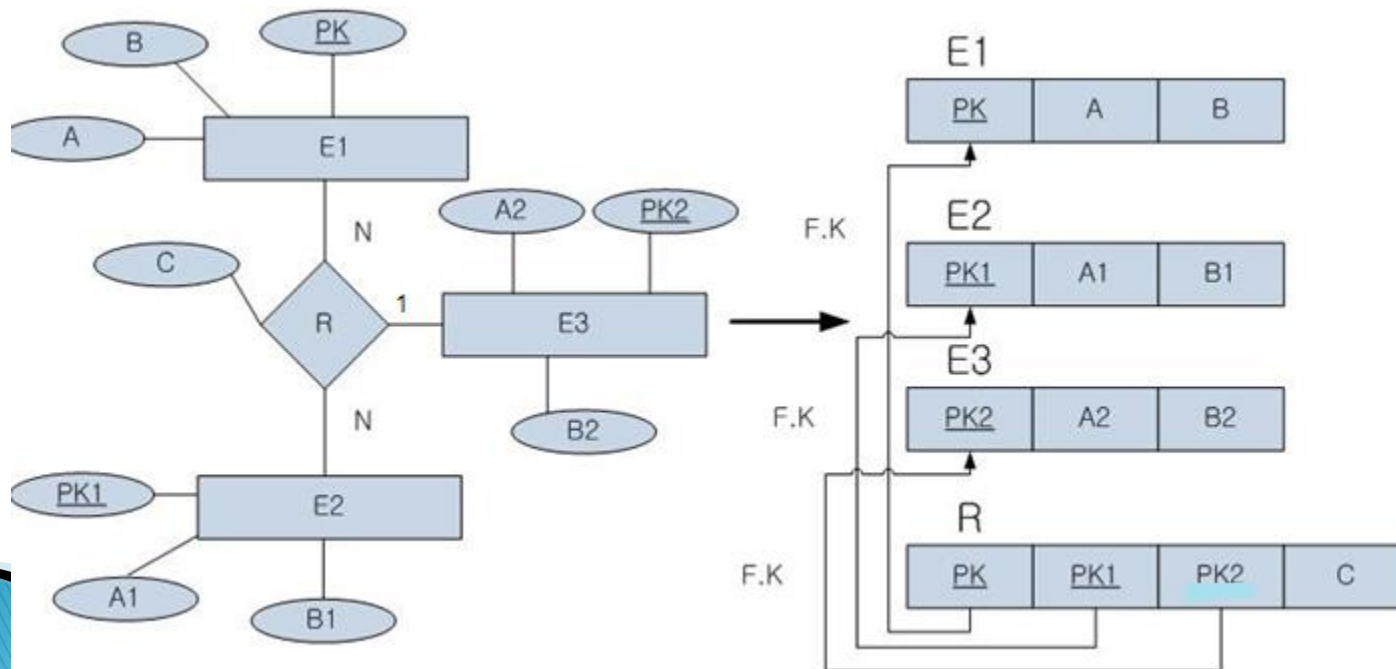 B
PK
A
E1
N
A2
PK2
C
R
1
E3
N
B2
PK1
E2
A1
B1
E1
PK A B
F.K
E2
PK1 A1 B1
F.K
E3
PK2 A2 B2
F.K
R
PK PK1 PK2 C